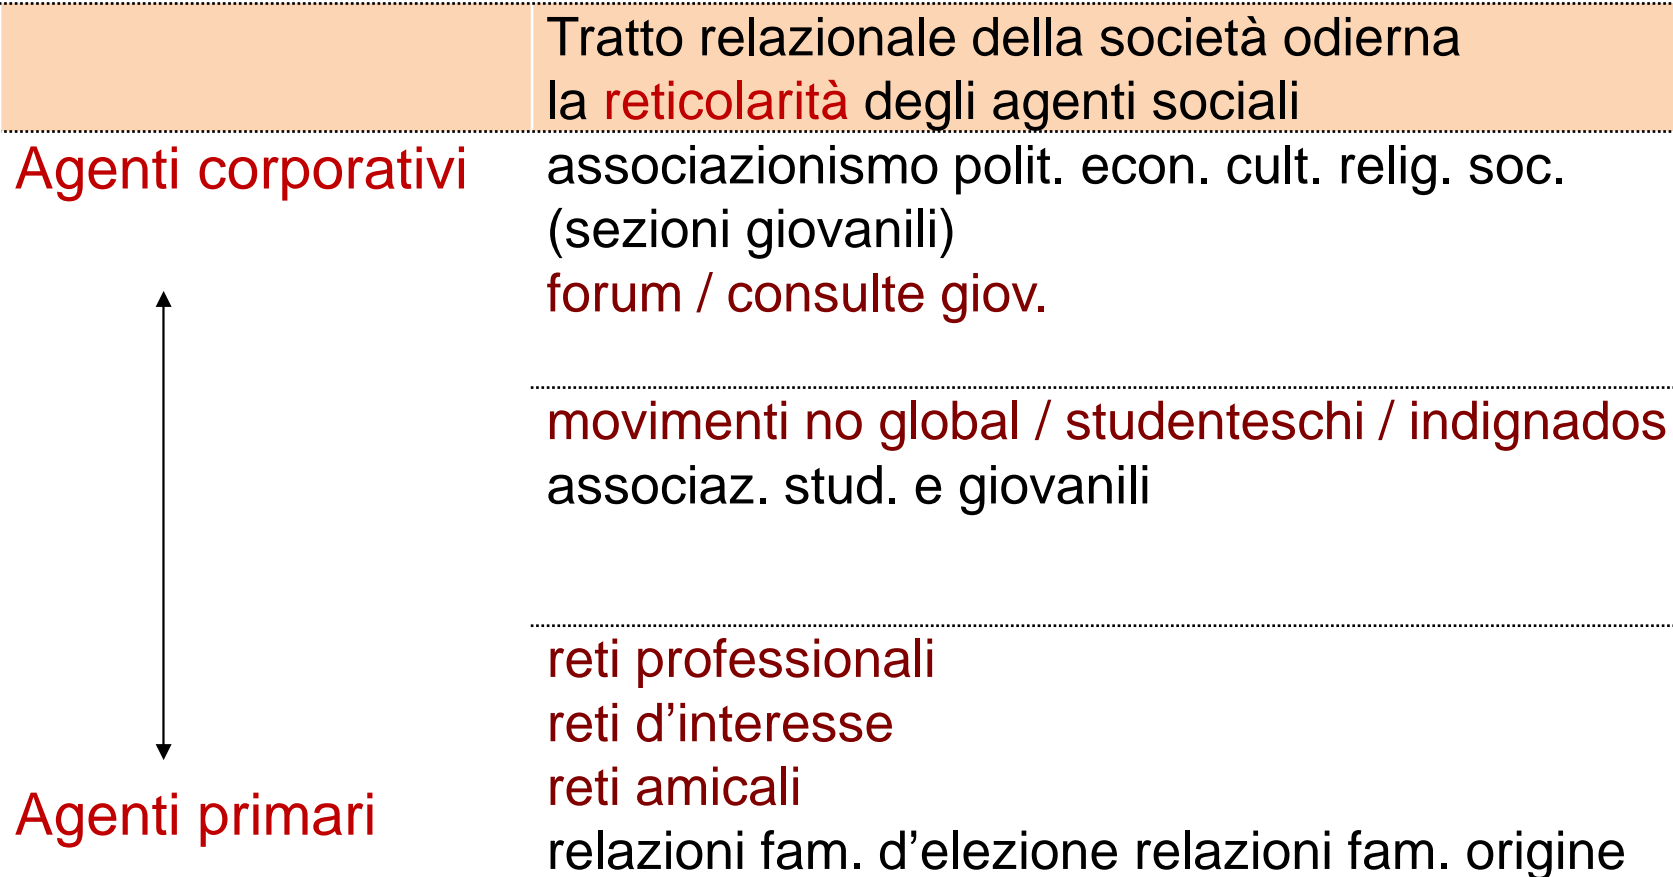 Tratto relazionale della società odierna
la reticolarità degli agenti sociali
Agenti corporativi
associazionismo polit. econ. cult. relig. soc.
(sezioni giovanili)
forum / consulte giov.
movimenti no global / studenteschi / indignados
associaz. stud. e giovanili
reti professionali
reti d’interesse
reti amicali
Agenti primari
relazioni fam. d’elezione relazioni fam. origine